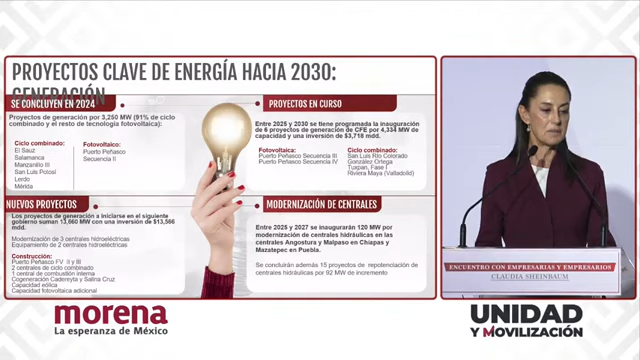 PROYECTOS CLAVE DE ENERGÍA HACIA 2030:
GENERACIÓN
SE CONCLUYEN EN 2024
Proyectos de generación por 3,250 MW (91% de ciclo
combinado y el resto de tecnología fotovoltaica):
Ciclo combinado:
El Sauz
Salamanca
Manzanillo III
San Luis Potosí
Lerdo
Mérida
Fotovoltaica:
Puerto Peñasco
Secuencia II
PROYECTOS EN CURSO
Entre 2025 y 2030 se tiene programada la inauguración
de 6 proyectos de generación de CFE por 4,334 MW de
capacidad y una inversión de $3,718 mdd.
Fotovoltaica:
Puerto Peñasco Secuencia III
Puerto Peñasco Secuencia IV
Ciclo combinado:
San Luis Río Colorado
González Ortega
Tuxpan, Fase I
Riviera Maya (Valladolid)
NUEVOS PROYECTOS
Los proyectos de generación a iniciarse en el siguiente
gobierno suman 13,660 MW con una inversión de $13,566
mdd.
Modernización de 3 centrales hidroeléctricas
Equipamiento de 2 centrales hidroeléctricas
Construcción:
Puerto Peñasco FV II y III
2 centrales de ciclo combinado
1 central de combustión interna
Cogeneración Cadereyta y Salina Cruz
Capacidad eólica
Capacidad fotovoltaica adicional
MODERNIZACIÓN DE CENTRALES
Entre 2025 y 2027 se inaugurarán 120 MW por
modernización de centrales hidráulicas en las
centrales Angostura y Malpaso en Chiapas y
Mazatepec en Puebla.
Se concluirán además 15 proyectos de repotenciación de
centrales hidráulicas por 92 MW de incremento
ENCUENTRO CON EMPRESARIAS Y EMPRESARIOS
CLAUDIA SHEINBAUM
morena
La esperanza de México
UNIDAD
Y MOVILIZACIÓN